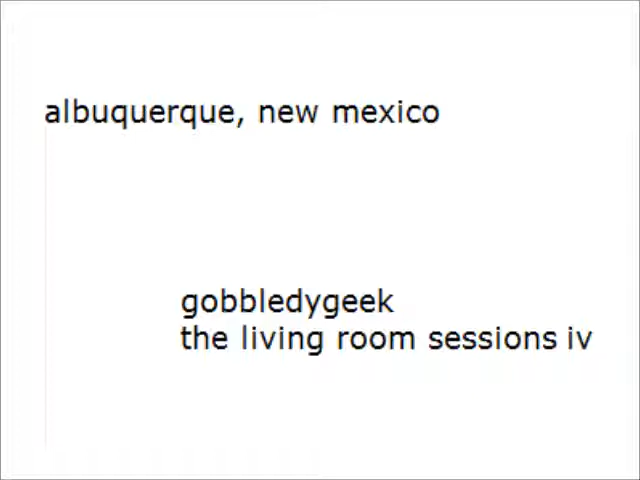 albuquerque, new mexico
gobbledygeek
the living room sessions iv